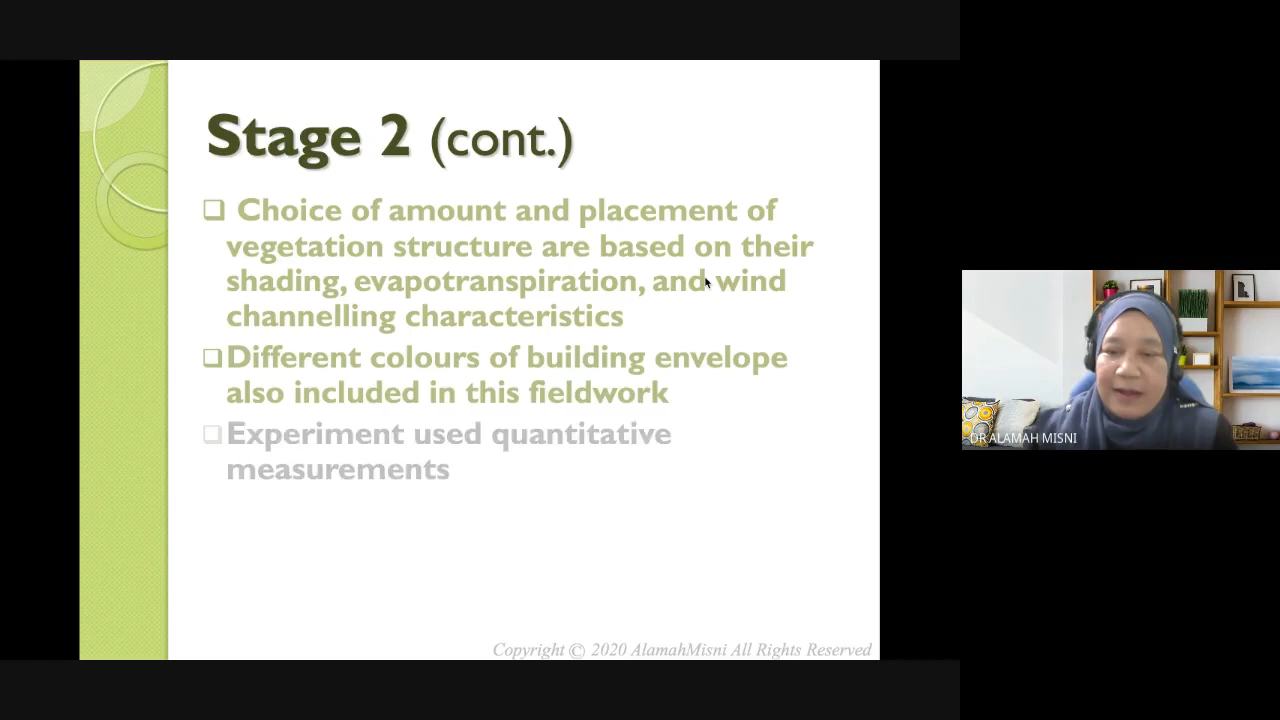 Stage 2 (cont.)
❑ Choice of amount and placement of
vegetation structure are based on their
shading, evapotranspiration, and wind
channelling characteristics
❑Different colours of building envelope
also included in this fieldwork
❑Experiment used quantitative
measurements
Copyright © 2020 AlamahMisni All Rights Reserved
DR ALAMAH MISNI